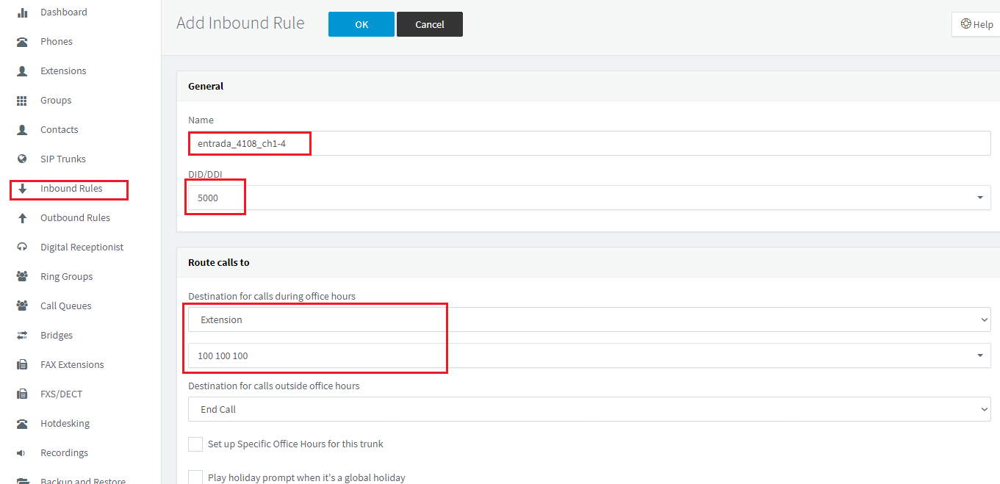 Dashboard
Phones
Extensions
Groups
Contacts
SIP Trunks
Inbound Rules
Outbound Rules
Digital Receptionist
Ring Groups
Call Queues
Bridges
FAX Extensions
FXS/DECT
Hotdesking
Recordings
Backup and Restore
Add Inbound Rule
OK
Cancel
Help
General
Name
entrada_4108_ch1-4
DID/DDI
5000
Route calls to
Destination for calls during office hours
Extension
100 100 100
Destination for calls outside office hours
End Call
Set up Specific Office Hours for this trunk
Play holiday prompt when it's a global holiday